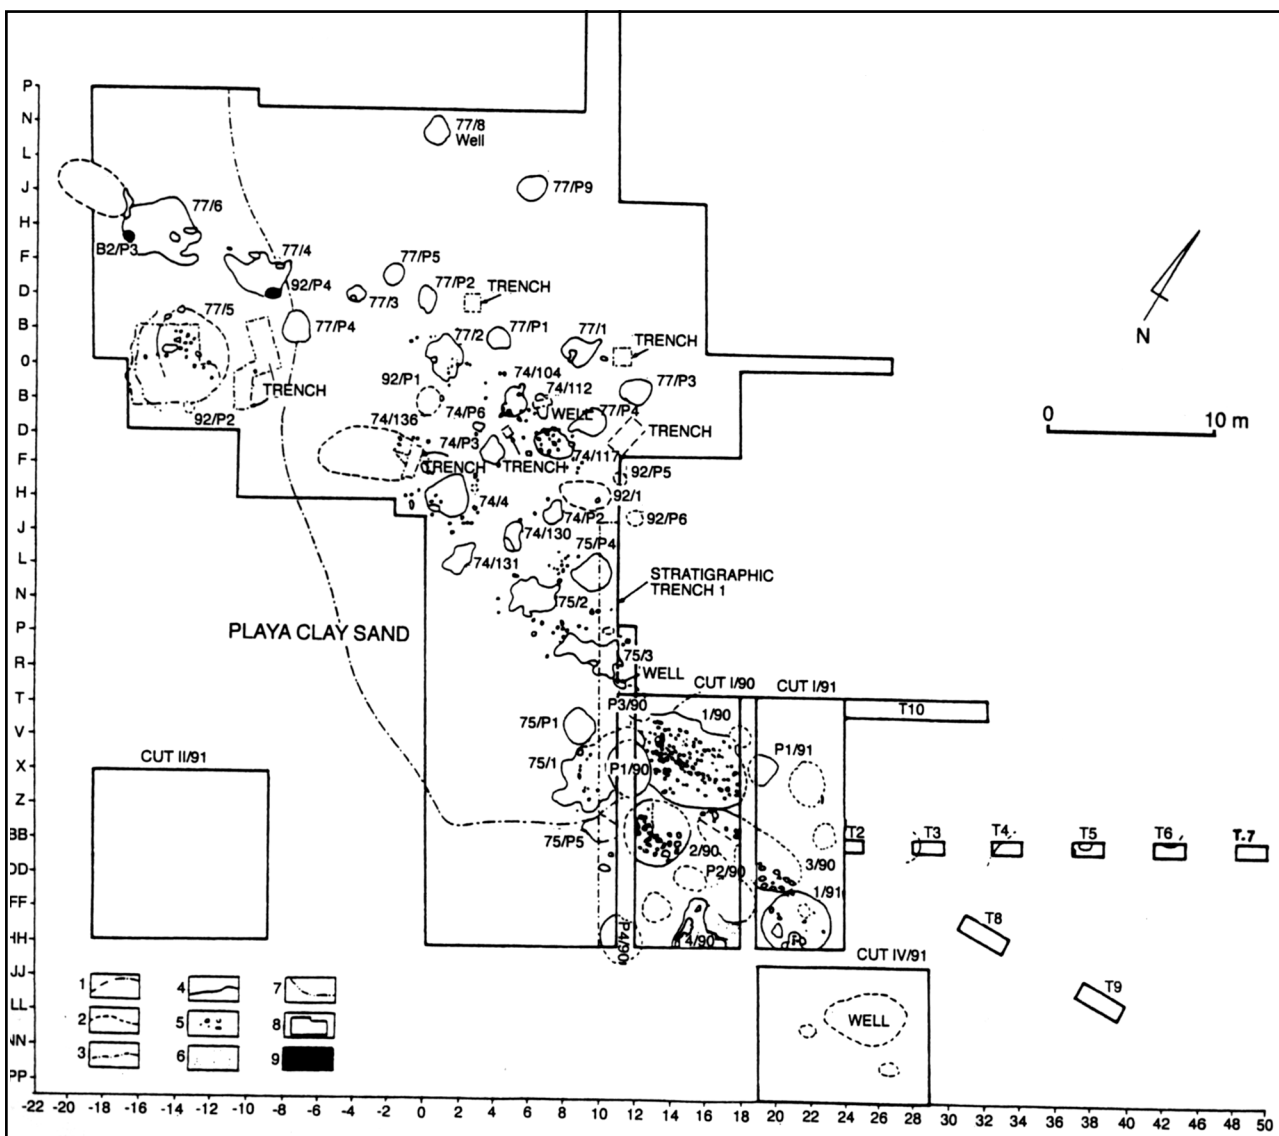 P
N
77/8
Well
L
J
77/P9
77/6
H
B2/P3
F
77/4
77/P5
92/P4
77/P2
TRENCH
D
77/3
77/5
B
77/P4
77/2
77/P1
77/1
TRENCH
0
92/P1
74/104
74/112
77/P3
TRENCH
B
92/P2
74/136
74/P6
WELL
77/P4
TRENCH
D
74/P3
F
TRENCH
TRENCH
74/117
92/P5
H
74/4
92/1
74/P2
92/P6
J
74/130
75/P4
L
74/131
STRATIGRAPHIC
TRENCH 1
N
75/2
P
PLAYA CLAY SAND
R
75/3
WELL
CUT I/90
CUT I/91
T
P3/90
1/90
T10
V
75/P1
P1/91
CUT II/91
X
75/1
P1/90
Z
BB
75/P5
2/90
T2
T3
T4
T5
T6
T.7
DD
P2/90
3/90
1/91
FF
T8
HH
P4/90
4/90
CUT IV/91
JJ
LL
T9
WELL
NN
PP
0
10 m
N
1
4
7
2
5
8
3
6
9
-22 -20 -18 -16 -14 -12 -10 -8 -6 -4 -2 0 2 4 6 8 10 12 14 16 18 20 22 24 26 28 30 32 34 36 38 40 42 44 46 48 50